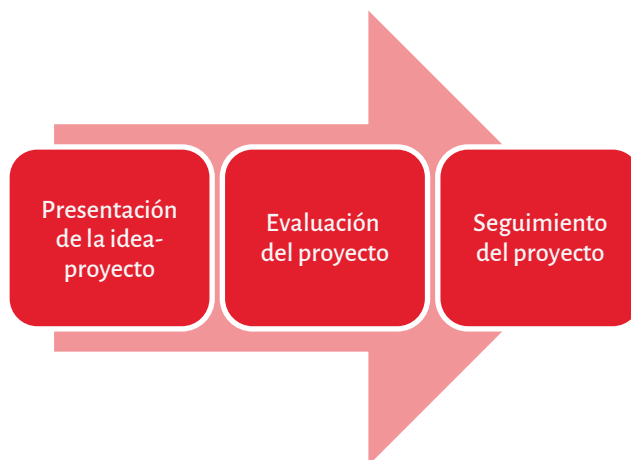 Presentación
de la idea-
proyecto
Evaluación
del proyecto
Seguimiento
del proyecto